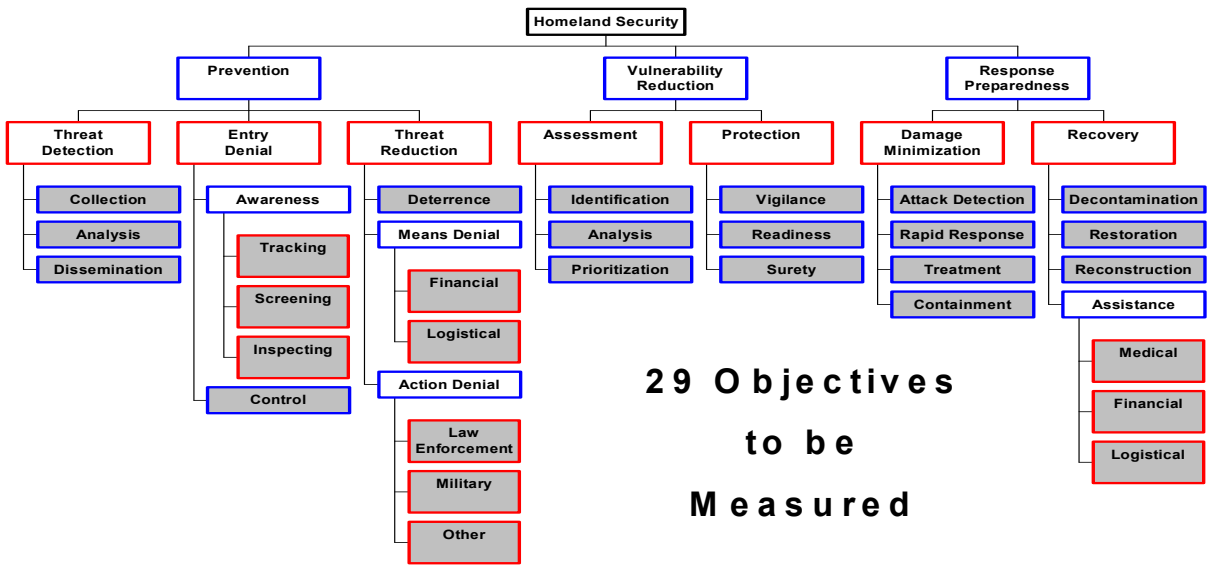 Homeland Security
Prevention
Vulnerability
Reduction
Response
Preparedness
Threat
Detection
Entry
Denial
Threat
Reduction
Assessment
Protection
Damage
Minimization
Recovery
Collection
Analysis
Dissemination
Awareness
Tracking
Screening
Inspecting
Control
Deterrence
Means Denial
Financial
Logistical
Action Denial
Law
Enforcement
Military
Other
Identification
Analysis
Prioritization
Vigilance
Readiness
Surety
Attack Detection
Rapid Response
Treatment
Containment
Decontamination
Restoration
Reconstruction
Assistance
Medical
Financial
Logistical
29 Objectives
to be
Measured